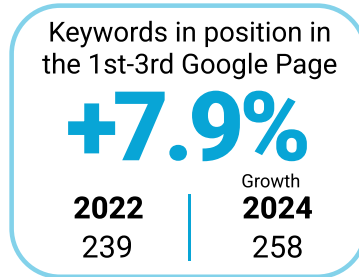 Keywords in position in
the 1st-3rd Google Page
+7.9%
Growth
2022 2024
239 258